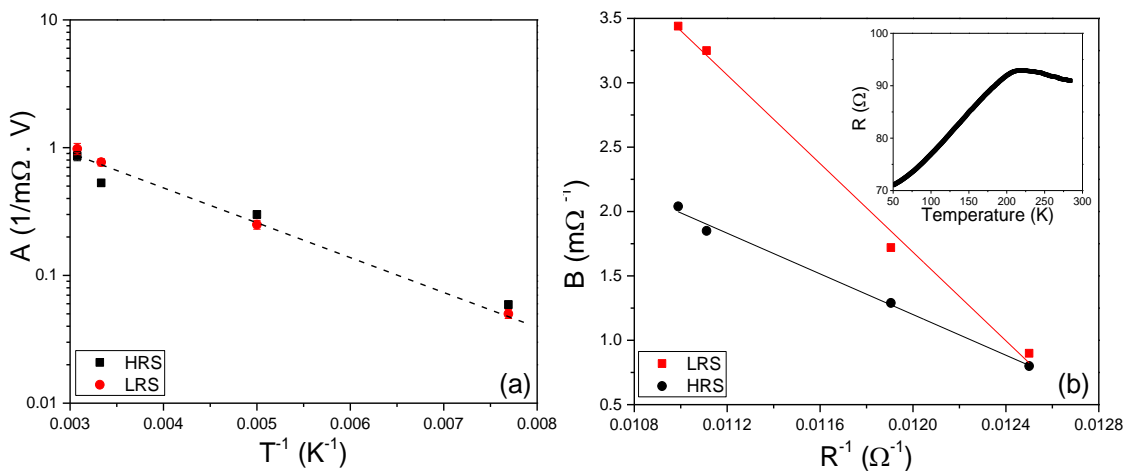 A (1/mΩ . V)
1
0.1
0.01
0.003 0.004 0.005 0.006 0.007 0.008
T⁻¹ (K⁻¹)
HRS
LRS
(a)
B (mΩ⁻¹)
3.5
3.0
2.5
2.0
1.5
1.0
0.5
0.0108 0.0112 0.0116 0.0120 0.0124 0.0128
R⁻¹ (Ω⁻¹)
LRS
HRS
(b)
R (Ω)
100
90
80
70
50 100 150 200 250 300
Temperature (K)